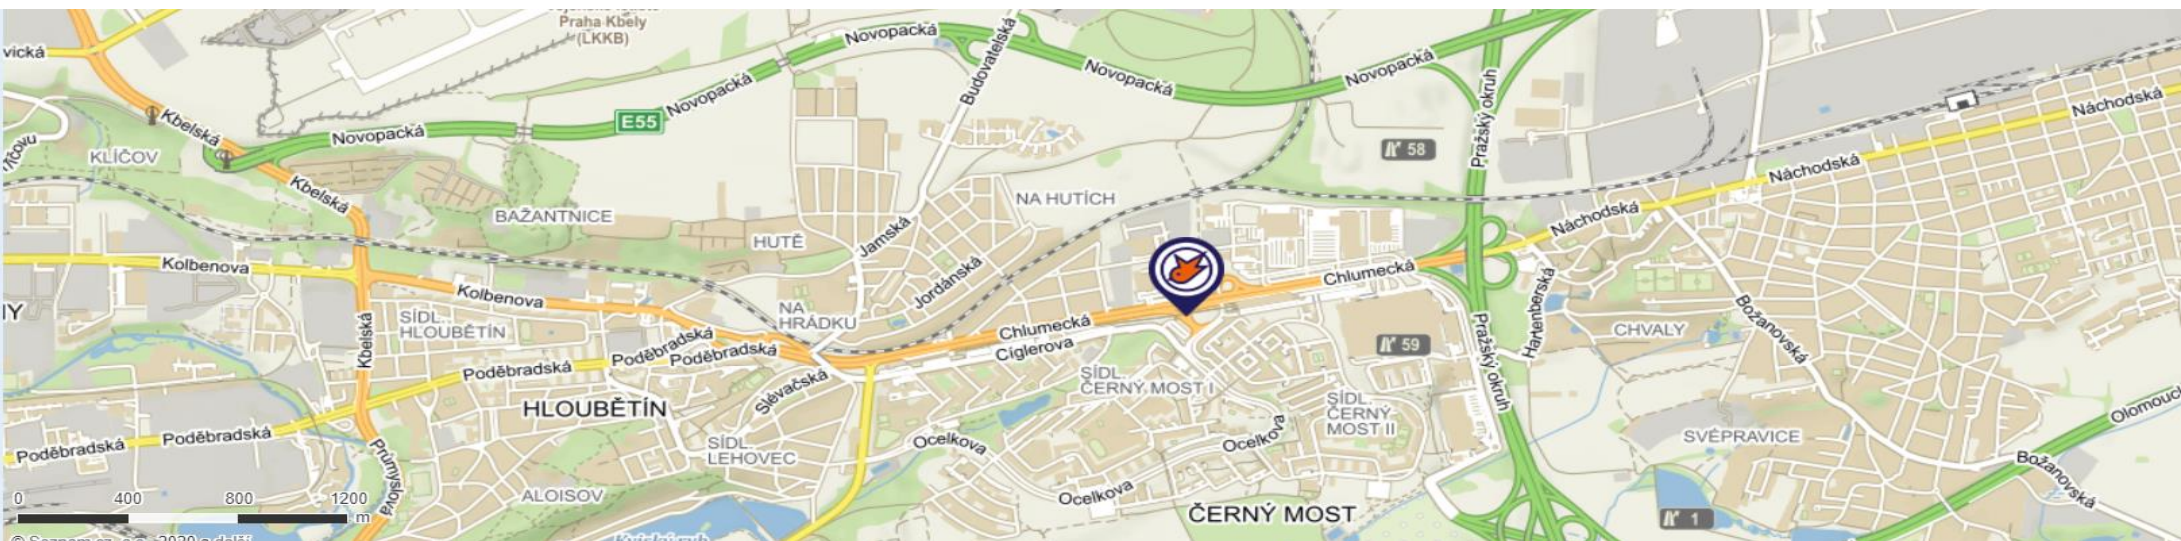 Praha Kbely
(LKKB)
vická
Novopacká
Budovatelská
Novopacká
Novopacká
Pražský okruh
Náchodská
Kbelská
Novopacká
E55
Novopacká
KLÍČOV
58
Náchodská
Kbelská
BAŽANTNICE
NA HUTÍCH
Náchodská
HUTĚ
Jamská
Kolbenova
Jordánská
Chlumecká
Kolbenova
Hartenberská
Božanovská
SÍDL.
HLOUBĚTÍN
NA
HRÁDKU
Chlumecká
CHVALY
Kbelská
Poděbradská
Poděbradská
Cíglerova
59
Pražský okruh
Poděbradská
Slévačská
SÍDL.
ČERNÝ MOST I
HLOUBĚTÍN
SÍDL.
ČERNÝ
MOST II
Olomouc
Poděbradská
Poděbradská
Průmyslová
SÍDL.
LEHOVEC
Ocelkova
Ocelkova
SVÉPRAVICE
Božanovská
ALOISOV
Ocelkova
ČERNÝ MOST
1
0 400 800 1200
m